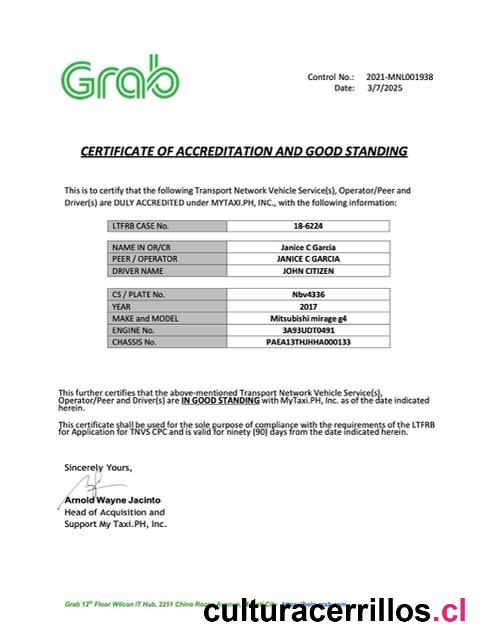 Grab
Control No.: 2021-MNL001938
Date: 3/7/2025
CERTIFICATE OF ACCREDITATION AND GOOD STANDING
This is to certify that the following Transport Network Vehicle Service(s), Operator/Peer and
Driver(s) are DULY ACCREDITED under MYTAXI.PH, INC., with the following information:
LTFRB CASE No. 18-6224
NAME IN OR/CR Janice C Garcia
PEER / OPERATOR JANICE C GARCIA
DRIVER NAME JOHN CITIZEN
CS / PLATE No. Nbv4336
YEAR 2017
MAKE and MODEL Mitsubishi mirage g4
ENGINE No. 3A93UDT0491
CHASSIS No. PAEA13THJHHA000133
This further certifies that the above-mentioned Transport Network Vehicle Service(s),
Operator/Peer and Driver(s) are IN GOOD STANDING with MyTaxi.PH, Inc. as of the date indicated
herein.
This certificate shall be used for the sole purpose of compliance with the requirements of the LTFRB
for Application for TNVS CPC and is valid for ninety (90) days from the date indicated herein.
Sincerely Yours,
Arnold Wayne Jacinto
Head of Acquisition and
Support My Taxi.PH, Inc.
Grab 12th Floor Wilcon IT Hub, 2251 Chino
culturacerrillos.cl